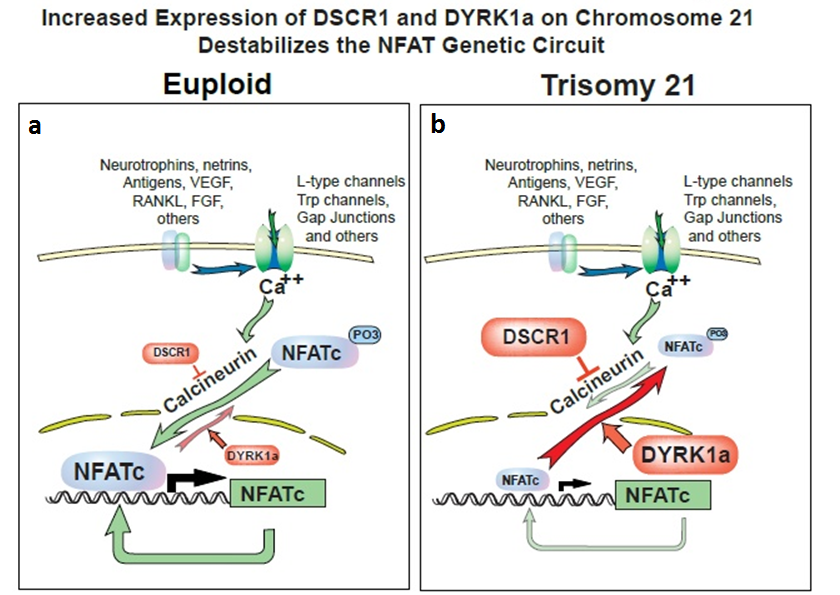 Increased Expression of DSCR1 and DYRK1a on Chromosome 21
Destabilizes the NFAT Genetic Circuit
Euploid
a
Neurotrophins, netrins,
Antigens, VEGF,
RANKL, FGF,
others
L-type channels
Trp channels,
Gap Junctions
and others
Ca++
DSCR1
Calcineurin
NFATc
PO3
DYRK1a
NFATc
NFATc
Trisomy 21
b
Neurotrophins, netrins,
Antigens, VEGF,
RANKL, FGF,
others
L-type channels
Trp channels,
Gap Junctions
and others
Ca++
DSCR1
Calcineurin
NFATc
PO3
DYRK1a
NFATc
NFATc